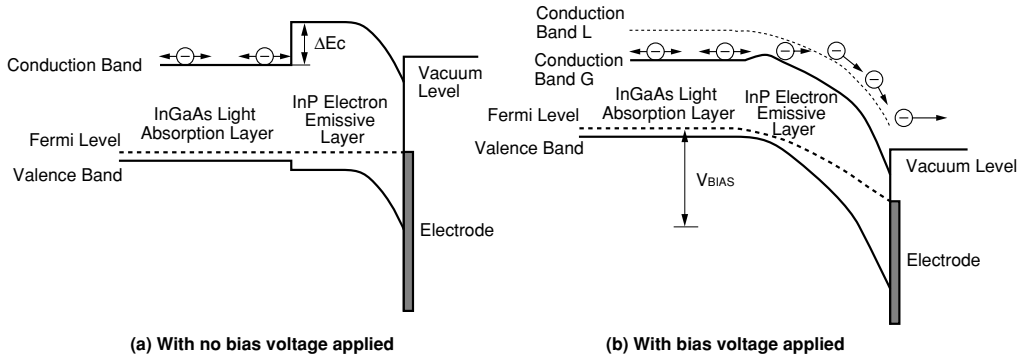 ΔEc
Conduction Band
Vacuum
Level
InGaAs Light
Absorption Layer
InP Electron
Emissive
Layer
Fermi Level
Valence Band
Electrode
(a) With no bias voltage applied
Conduction
Band L
Conduction
Band G
InGaAs Light
Absorption Layer
InP Electron
Emissive
Layer
Fermi Level
Valence Band
VBIAS
Vacuum Level
Electrode
(b) With bias voltage applied